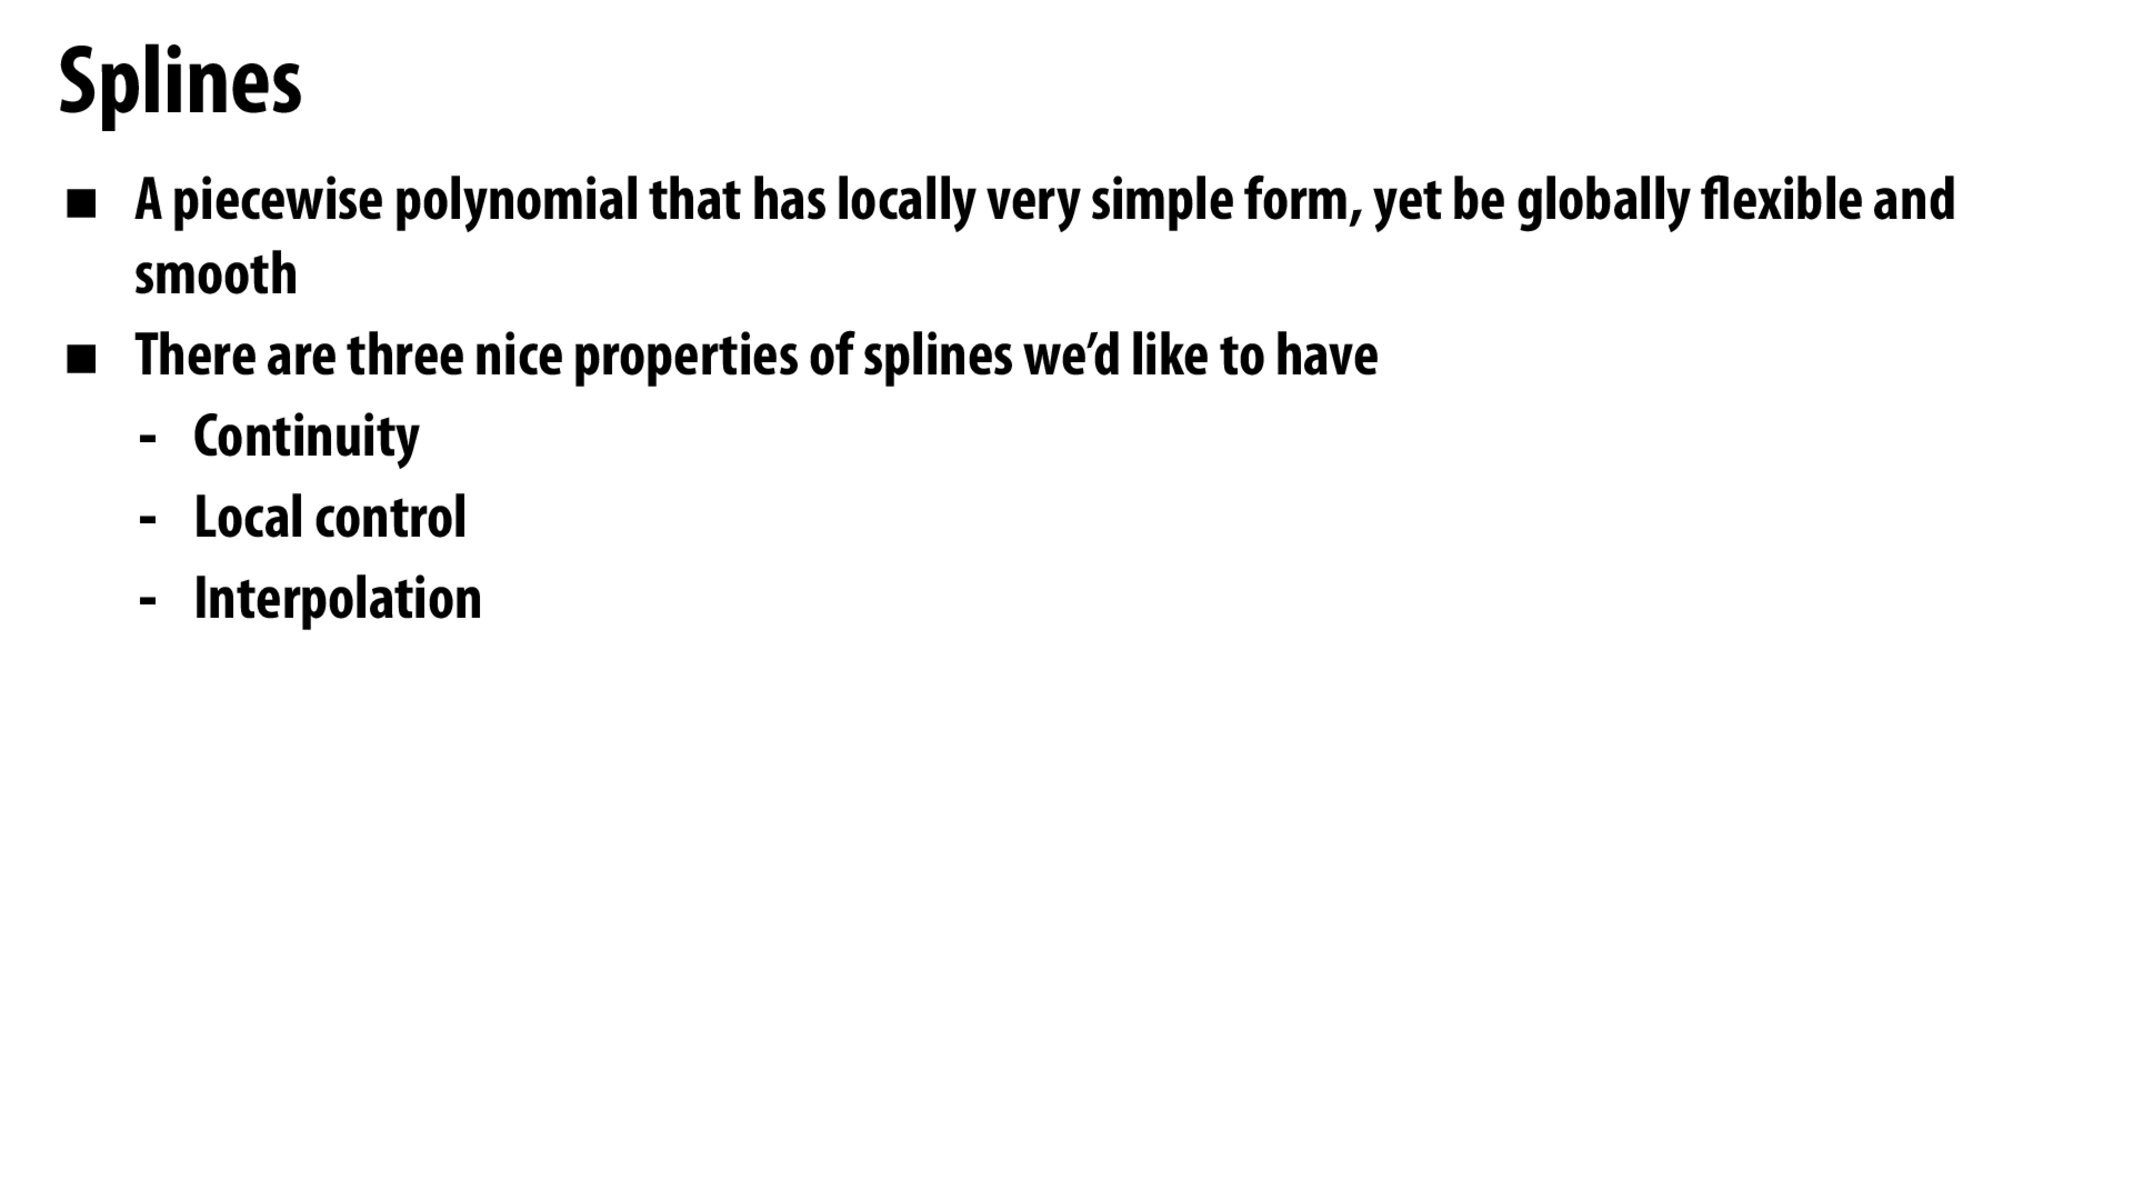 Splines
■ A piecewise polynomial that has locally very simple form, yet be globally flexible and
smooth
■ There are three nice properties of splines we’d like to have
- Continuity
- Local control
- Interpolation